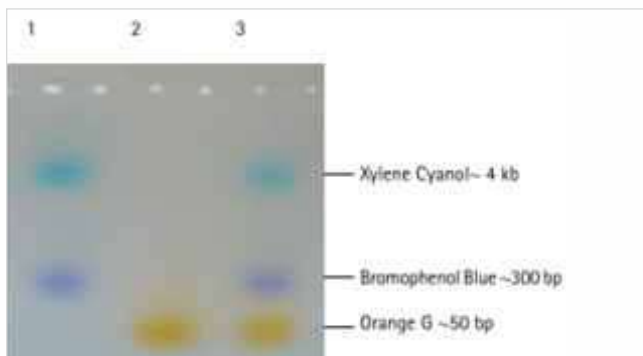 1 2 3
Xylene Cyanol~ 4 kb
Bromophenol Blue ~300 bp
Orange G ~50 bp